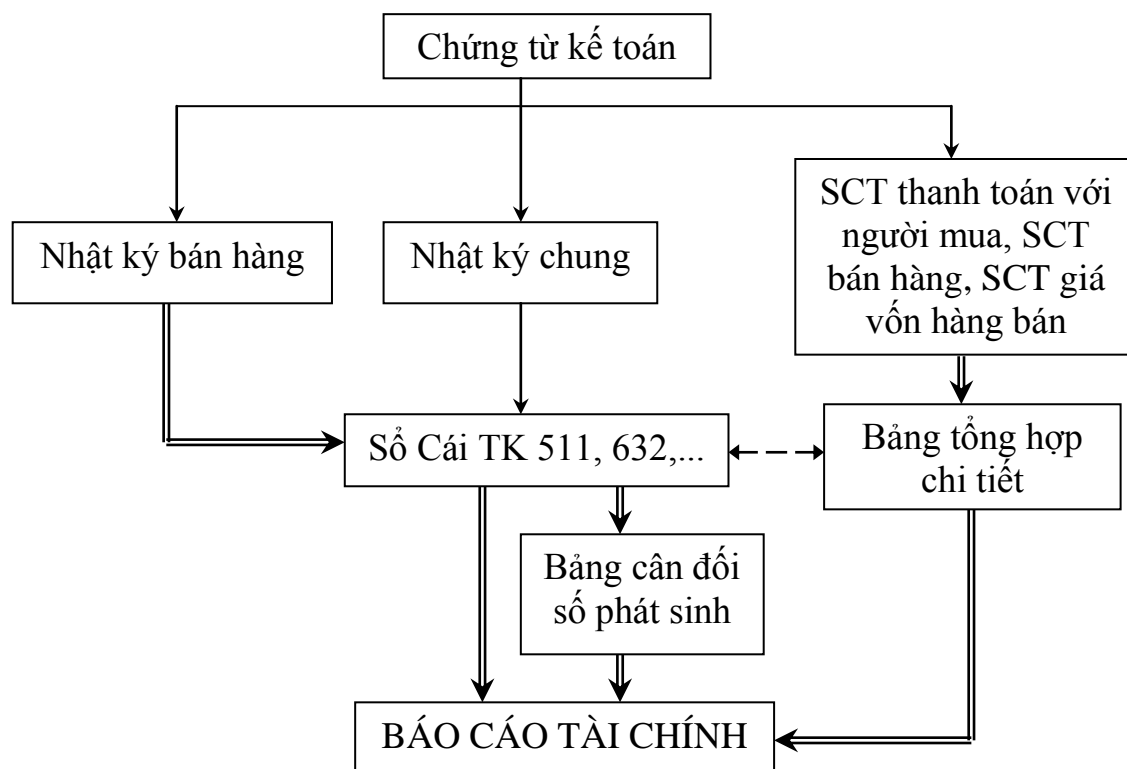 Chứng từ kế toán
Nhật ký bán hàng
Nhật ký chung
SCT thanh toán với
người mua, SCT
bán hàng, SCT giá
vốn hàng bán
Sổ Cái TK 511, 632,...
Bảng tổng hợp
chi tiết
Bảng cân đối
số phát sinh
BÁO CÁO TÀI CHÍNH